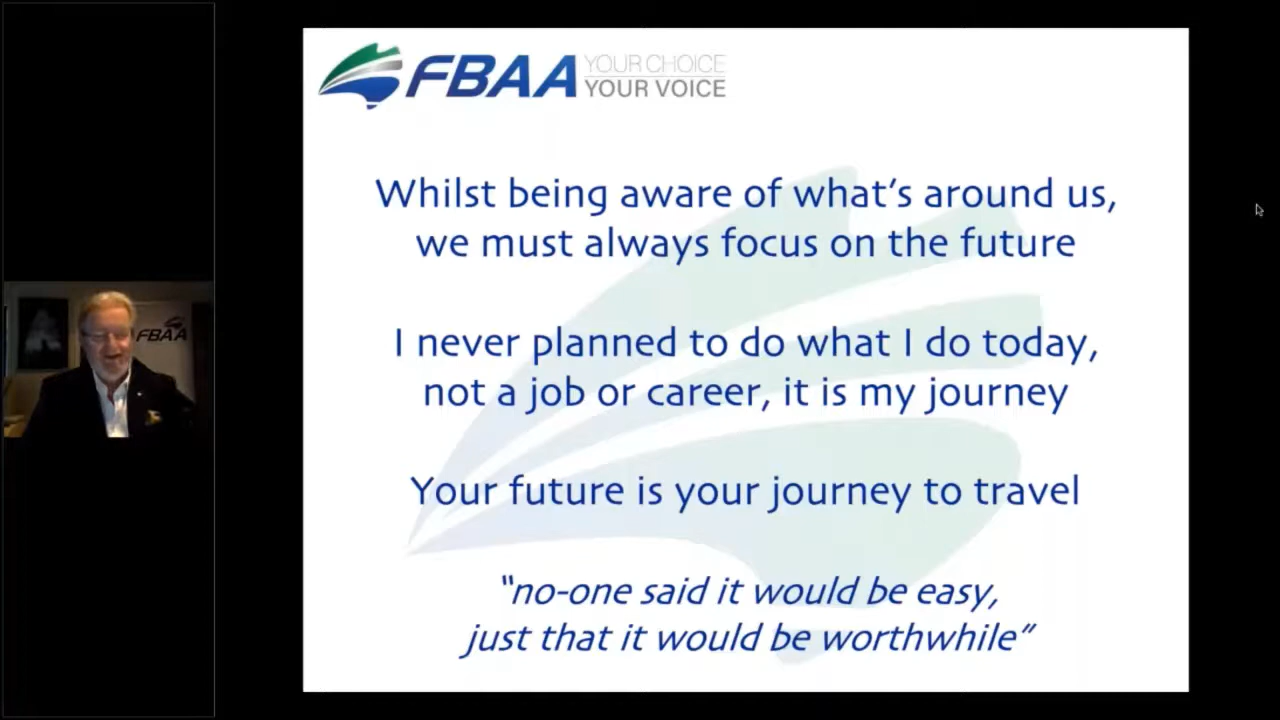 FBAA
YOUR CHOICE
YOUR VOICE
Whilst being aware of what's around us,
we must always focus on the future
I never planned to do what I do today,
not a job or career, it is my journey
Your future is your journey to travel
“no-one said it would be easy,
just that it would be worthwhile”
FBAA